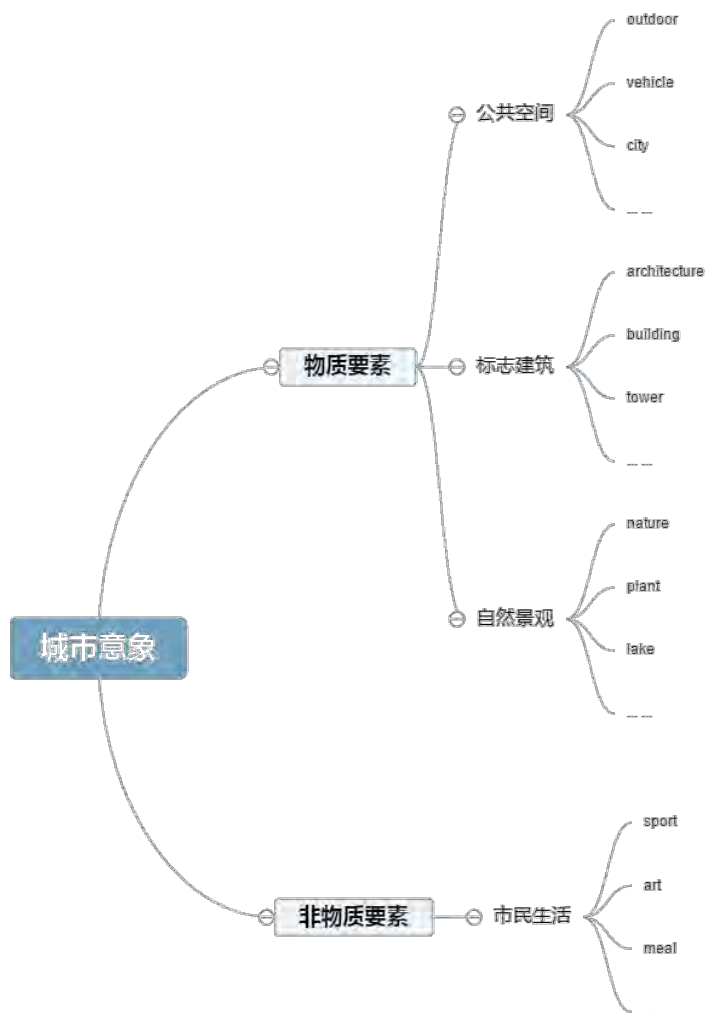 城市意象
物质要素
公共空间
outdoor
vehicle
city
... ...
标志建筑
architecture
building
tower
... ...
自然景观
nature
plant
lake
... ...
非物质要素
市民生活
sport
art
meal